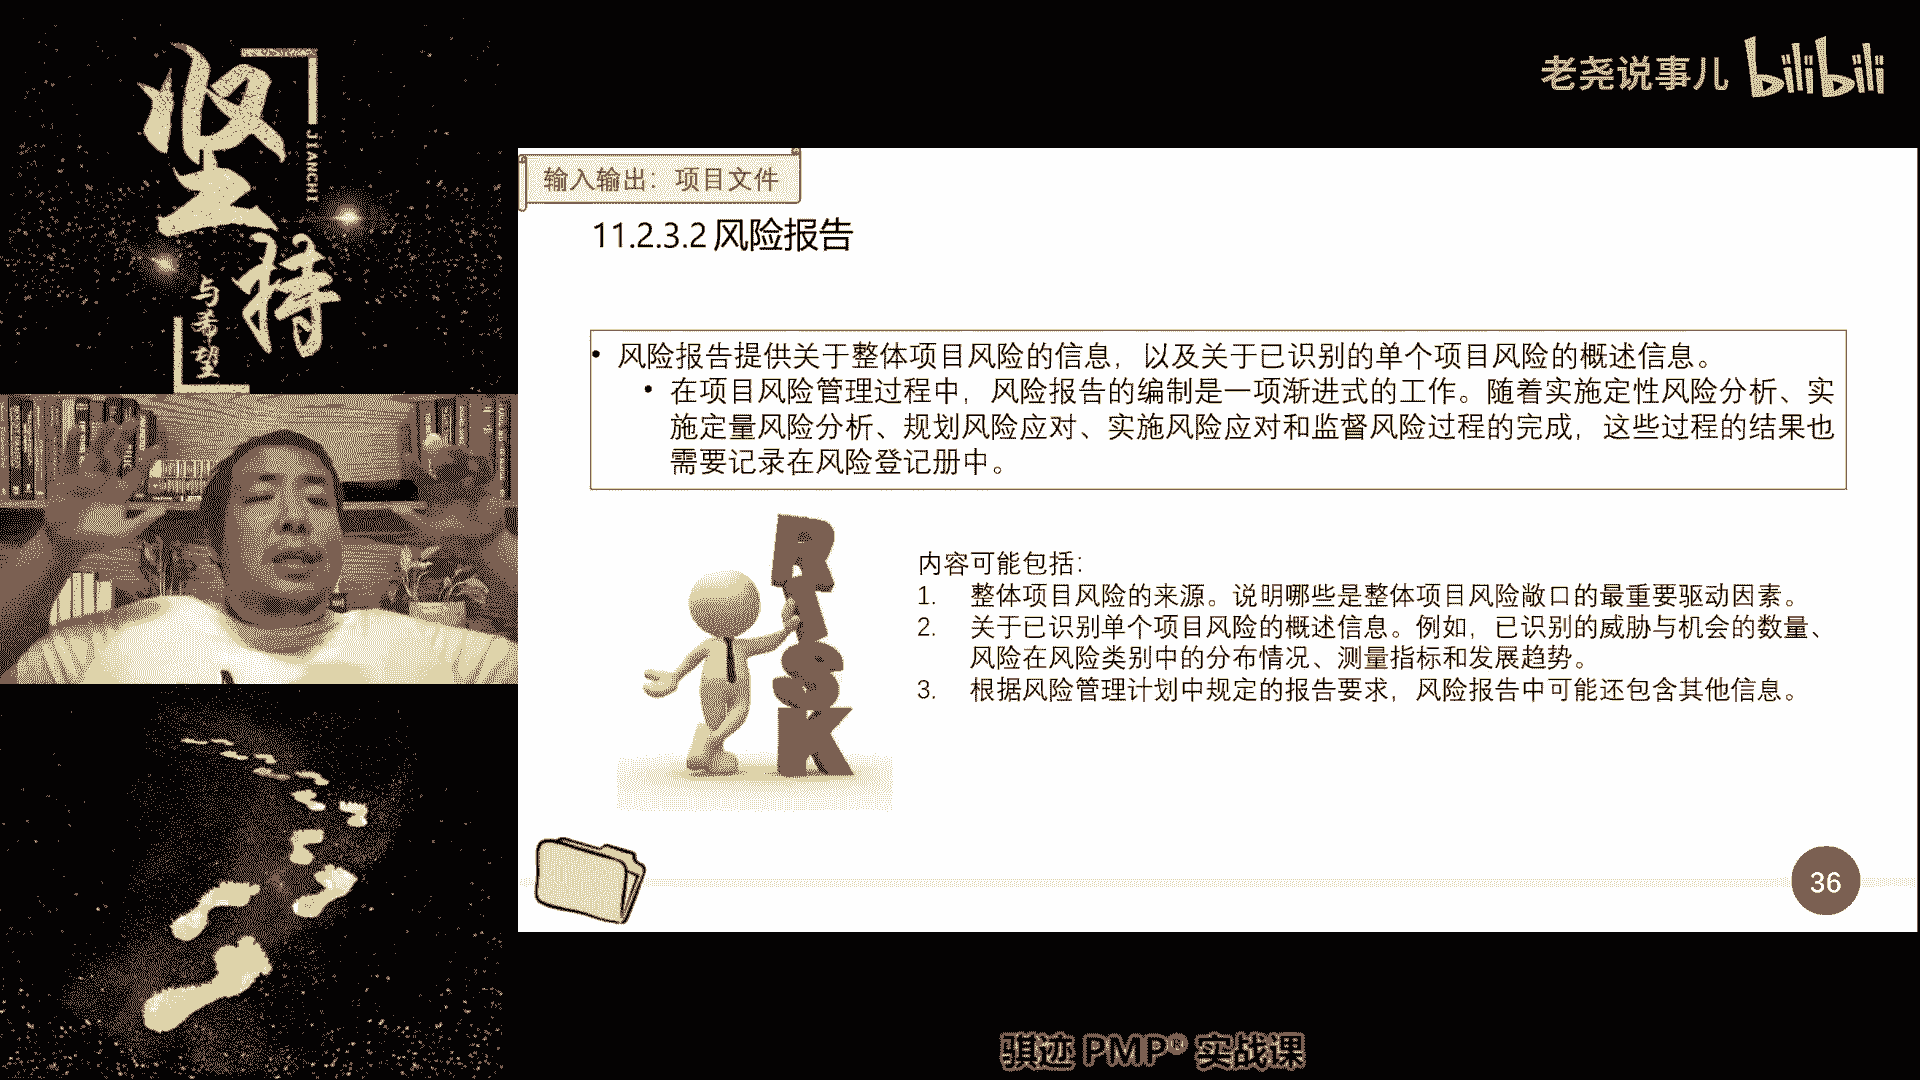 坚持
JIANCHI
与希望
老尧说事儿 bilibili
输入输出：项目文件
11.2.3.2 风险报告
• 风险报告提供关于整体项目风险的信息，以及关于已识别的单个项目风险的概述信息。
• 在项目风险管理过程中，风险报告的编制是一项渐进式的工作。随着实施定性风险分析、实
施定量风险分析、规划风险应对、实施风险应对和监督风险过程的完成，这些过程的结果也
需要记录在风险登记册中。
RISK
内容可能包括：
1. 整体项目风险的来源。说明哪些是整体项目风险敞口的最重要驱动因素。
2. 关于已识别单个项目风险的概述信息。例如，已识别的威胁与机会的数量、
风险在风险类别中的分布情况、测量指标和发展趋势。
3. 根据风险管理计划中规定的报告要求，风险报告中可能还包含其他信息。
36
骐迹 PMP® 实战课